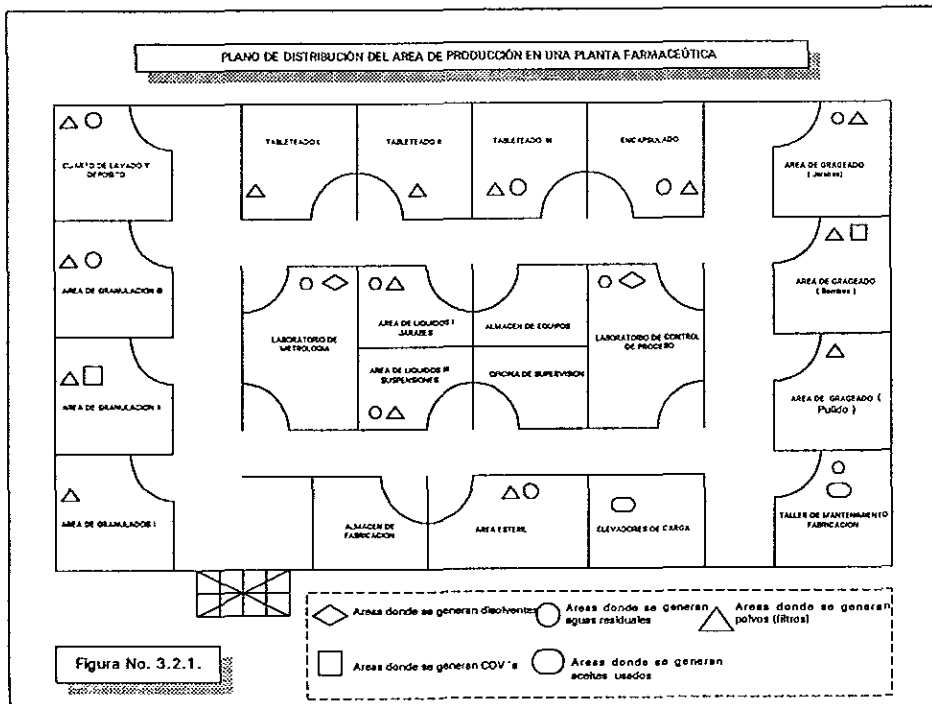 PLANO DE DISTRIBUCIÓN DEL AREA DE PRODUCCIÓN EN UNA PLANTA FARMACEÚTICA
CUARTO DE LAVADO Y
DEPOSITO
TABLETEADO I
TABLETEADO II
TABLETEADO III
ENCAPSULADO
AREA DE GRAGEADO
( Jarabes )
AREA DE GRANULACION III
LABORATORIO DE
METROLOGIA
AREA DE LIQUIDOS I
JARABES
ALMACEN DE EQUIPOS
LABORATORIO DE CONTROL
DE PROCESO
AREA DE GRAGEADO
AREA DE GRANULACION II
AREA DE LIQUIDOS III
SUSPENSIONES
OFICINA DE SUPERVISION
AREA DE GRAGEADO (
Pulido )
AREA DE GRANULADOS I
ALMACEN DE
FABRICACION
AREA ESTERIL
ELEVADORES DE CARGA
TALLER DE MANTENIMIENTO
FABRICACION
Areas donde se generan disolventes
Areas donde se generan
aguas residuales
Areas donde se generan
polvos (filtros)
Areas donde se generan COV´s
Areas donde se generan
aceites usados
Figura No. 3.2.1.